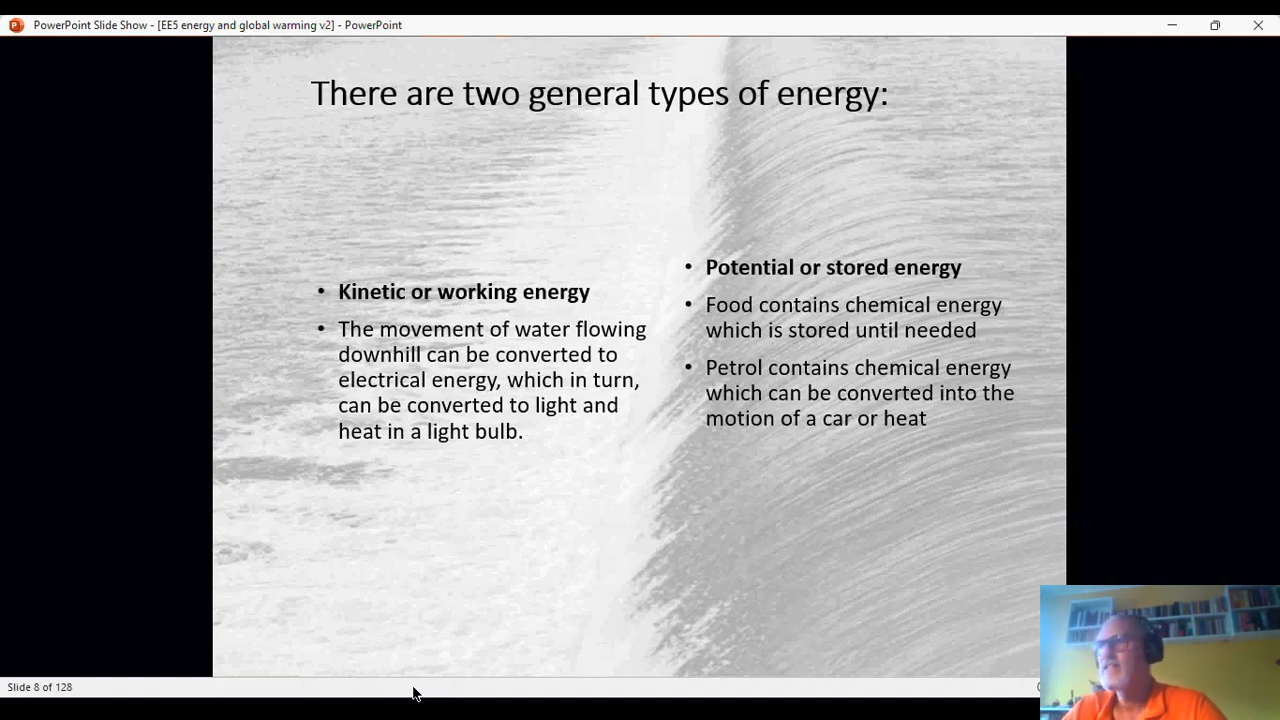 PowerPoint Slide Show - [EE5 energy and global warming v2] - PowerPoint
There are two general types of energy:
• Kinetic or working energy
• The movement of water flowing
downhill can be converted to
electrical energy, which in turn,
can be converted to light and
heat in a light bulb.
• Potential or stored energy
• Food contains chemical energy
which is stored until needed
• Petrol contains chemical energy
which can be converted into the
motion of a car or heat
Slide 8 of 128